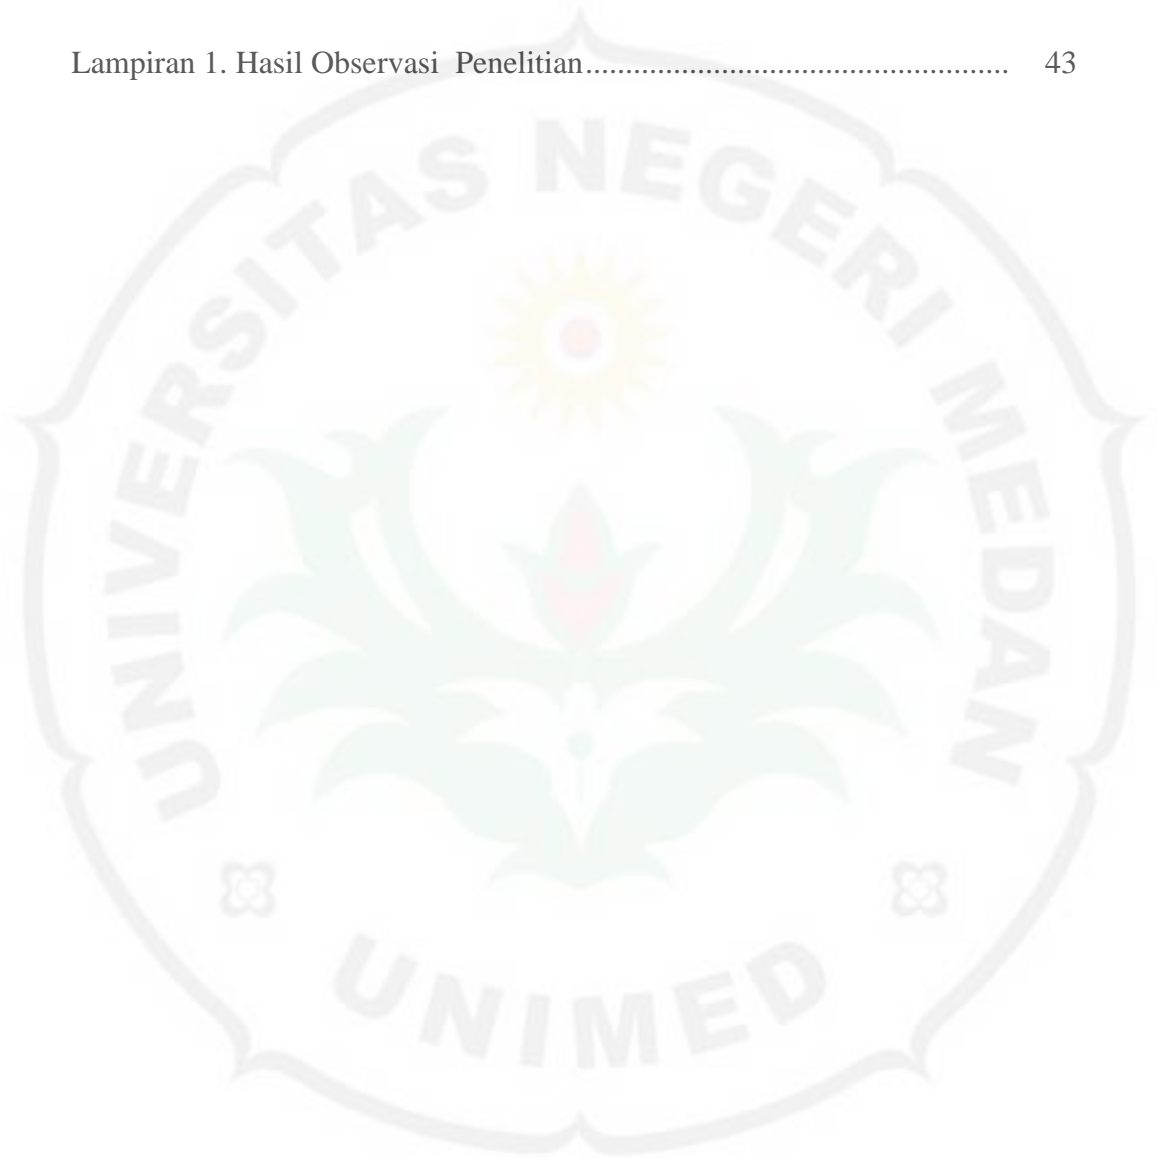 Lampiran 1. Hasil Observasi Penelitian............................................ 43
UNIVERSITAS NEGERI MEDAN
UNIMED